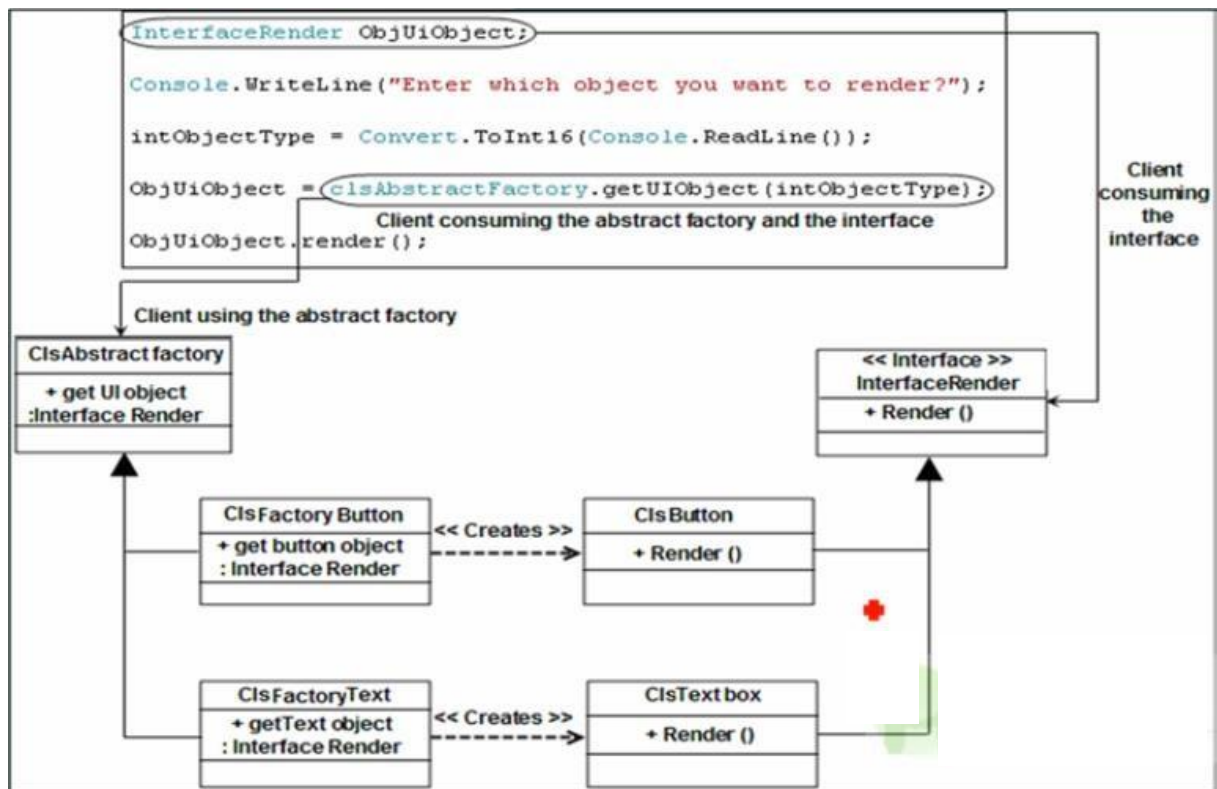 InterfaceRender ObjUiObject;
Console.WriteLine("Enter which object you want to render?");
intObjectType = Convert.ToInt16(Console.ReadLine());
ObjUiObject = clsAbstractFactory.getUIObject(intObjectType);
Client consuming the abstract factory and the interface
ObjUiObject.render();
Client
consuming
the
interface
Client using the abstract factory
ClsAbstract factory
+ get UI object
:Interface Render
<< Interface >>
InterfaceRender
+ Render ()
ClsFactory Button
+ get button object
: Interface Render
<< Creates >>
ClsButton
+ Render ()
ClsFactoryText
+ getText object
: Interface Render
<< Creates >>
ClsText box
+ Render ()